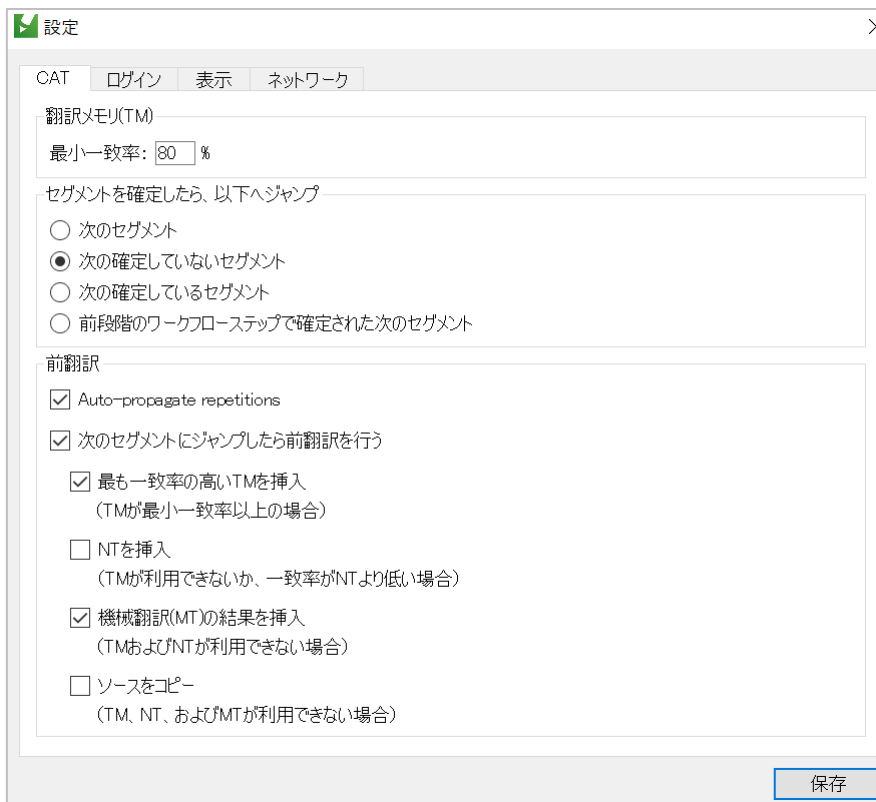 設定
CAT ログイン 表示 ネットワーク
翻訳メモリ(TM)
最小一致率: 80 %
セグメントを確定したら、以下へジャンプ
次のセグメント
次の確定していないセグメント
次の確定しているセグメント
前段階のワークフローステップで確定された次のセグメント
前翻訳
Auto-propagate repetitions
次のセグメントにジャンプしたら前翻訳を行う
最も一致率の高いTMを挿入
(TMが最小一致率以上の場合)
NTを挿入
(TMが利用できないか、一致率がNTより低い場合)
機械翻訳(MT)の結果を挿入
(TMおよびNTが利用できない場合)
ソースをコピー
(TM、NT、およびMTが利用できない場合)
保存